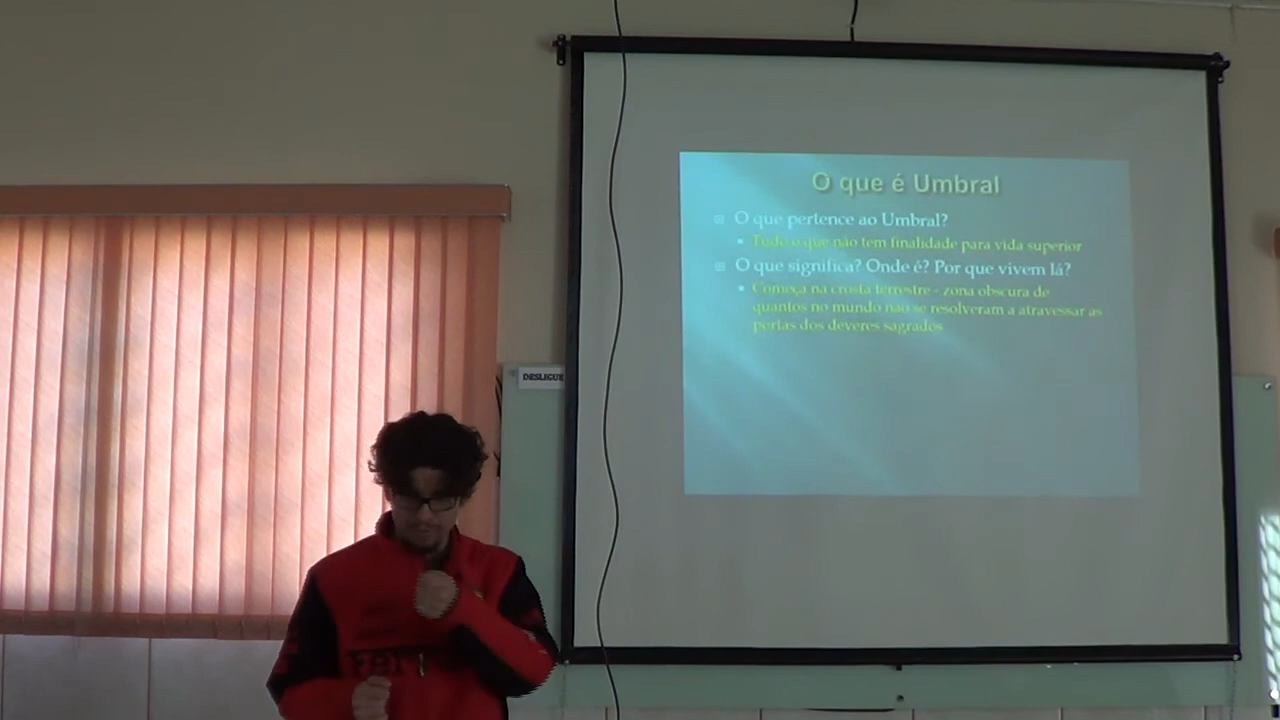 O que é Umbral
O que pertence ao Umbral?
Tudo o que não tem finalidade para vida superior
O que significa? Onde é? Por que vivem lá?
Começa na crosta terrestre - zona obscura de
quantos no mundo não se resolveram a atravessar as
portas dos deveres sagrados
DESLIGUE